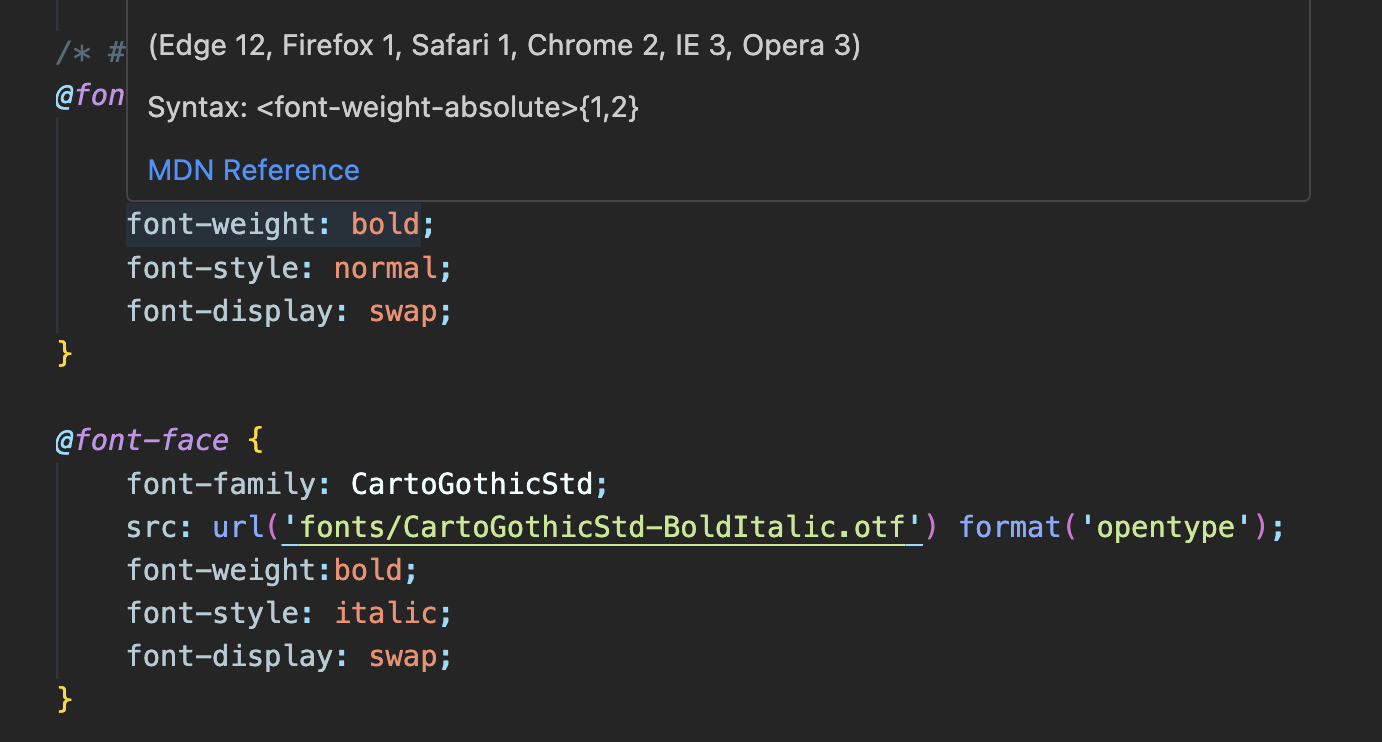 (Edge 12, Firefox 1, Safari 1, Chrome 2, IE 3, Opera 3)
/* #
@fon
Syntax: <font-weight-absolute>{1,2}
MDN Reference
font-weight: bold;
font-style: normal;
font-display: swap;
}
@font-face {
font-family: CartoGothicStd;
src: url('fonts/CartoGothicStd-BoldItalic.otf') format('opentype');
font-weight:bold;
font-style: italic;
font-display: swap;
}